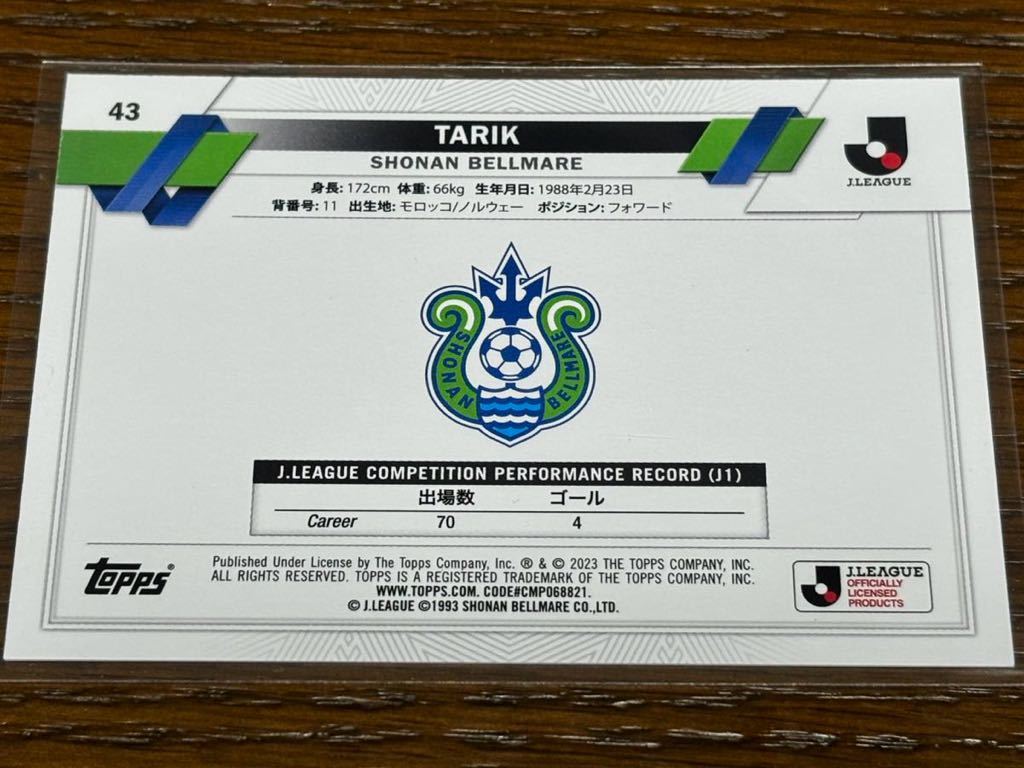 43
TARIK
SHONAN BELLMARE
J.LEAGUE
身長: 172cm 体重: 66kg 生年月日: 1988年2月23日
背番号: 11 出生地: モロッコ/ノルウェー ポジション: フォワード
SHONAN BELLMARE
J.LEAGUE COMPETITION PERFORMANCE RECORD (J1)
出場数 ゴール
Career 70 4
topps®
Published Under License by The Topps Company, Inc. ® & © 2023 THE TOPPS COMPANY, INC.
ALL RIGHTS RESERVED. TOPPS IS A REGISTERED TRADEMARK OF THE TOPPS COMPANY, INC.
WWW.TOPPS.COM. CODE#CMP068821.
© J.LEAGUE ©1993 SHONAN BELLMARE CO.,LTD.
J.LEAGUE
OFFICIALLY
LICENSED
PRODUCTS